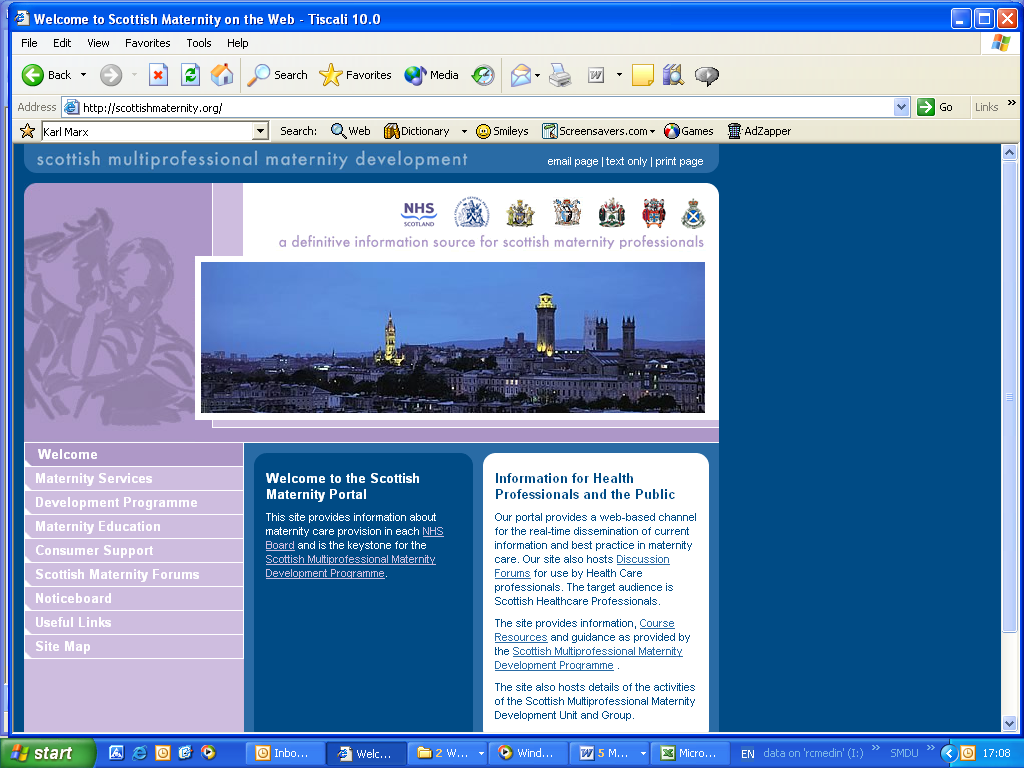 Welcome to Scottish Maternity on the Web - Tiscali 10.0
File Edit View Favorites Tools Help
Back Search Favorites Media
Address http://scottishmaternity.org/ Go Links »
Karl Marx Search: Web Dictionary Smileys Screensavers.com Games AdZapper
scottish multiprofessional maternity development email page | text only | print page
NHS
SCOTLAND
a definitive information source for scottish maternity professionals
Welcome
Maternity Services
Development Programme
Maternity Education
Consumer Support
Scottish Maternity Forums
Noticeboard
Useful Links
Site Map
Welcome to the Scottish
Maternity Portal
This site provides information about
maternity care provision in each NHS
Board and is the keystone for the
Scottish Multiprofessional Maternity
Development Programme.
Information for Health
Professionals and the Public
Our portal provides a web-based channel
for the real-time dissemination of current
information and best practice in maternity
care. Our site also hosts Discussion
Forums for use by Health Care
professionals. The target audience is
Scottish Healthcare Professionals.
The site provides information, Course
Resources and guidance as provided by
the Scottish Multiprofessional Maternity
Development Programme .
The site also hosts details of the activities
of the Scottish Multiprofessional Maternity
Development Unit and Group.
start Inbo... Welc... 2 W... Wind... 5 M... Micro... EN data on 'rcmedin' (I:) » SMDU » 17:08